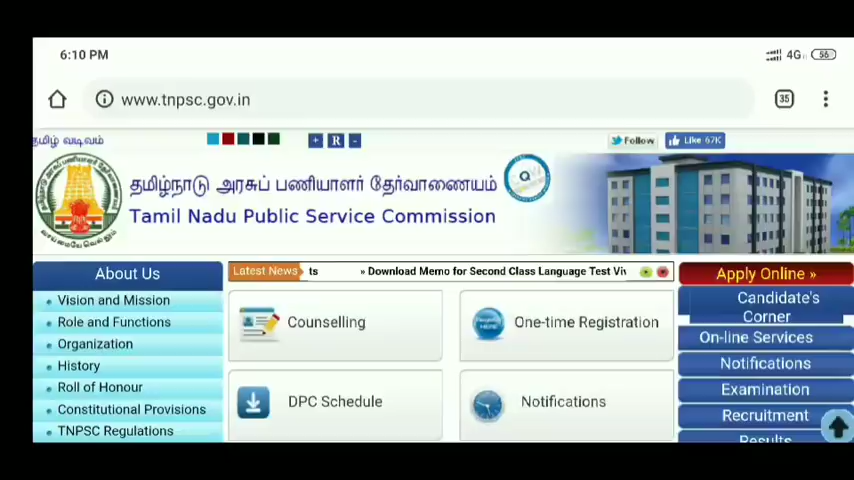 6:10 PM
4G 56
www.tnpsc.gov.in
35
தமிழ் வடிவம்
+ R -
Follow
Like 67K
தமிழ்நாடு அரசுப் பணியாளர் தேர்வாணையம்
Tamil Nadu Public Service Commission
About Us
Vision and Mission
Role and Functions
Organization
History
Roll of Honour
Constitutional Provisions
TNPSC Regulations
Latest News
ts » Download Memo for Second Class Language Test Viv
Counselling
One-time Registration
DPC Schedule
Notifications
Apply Online »
Candidate's
Corner
On-line Services
Notifications
Examination
Recruitment
Results